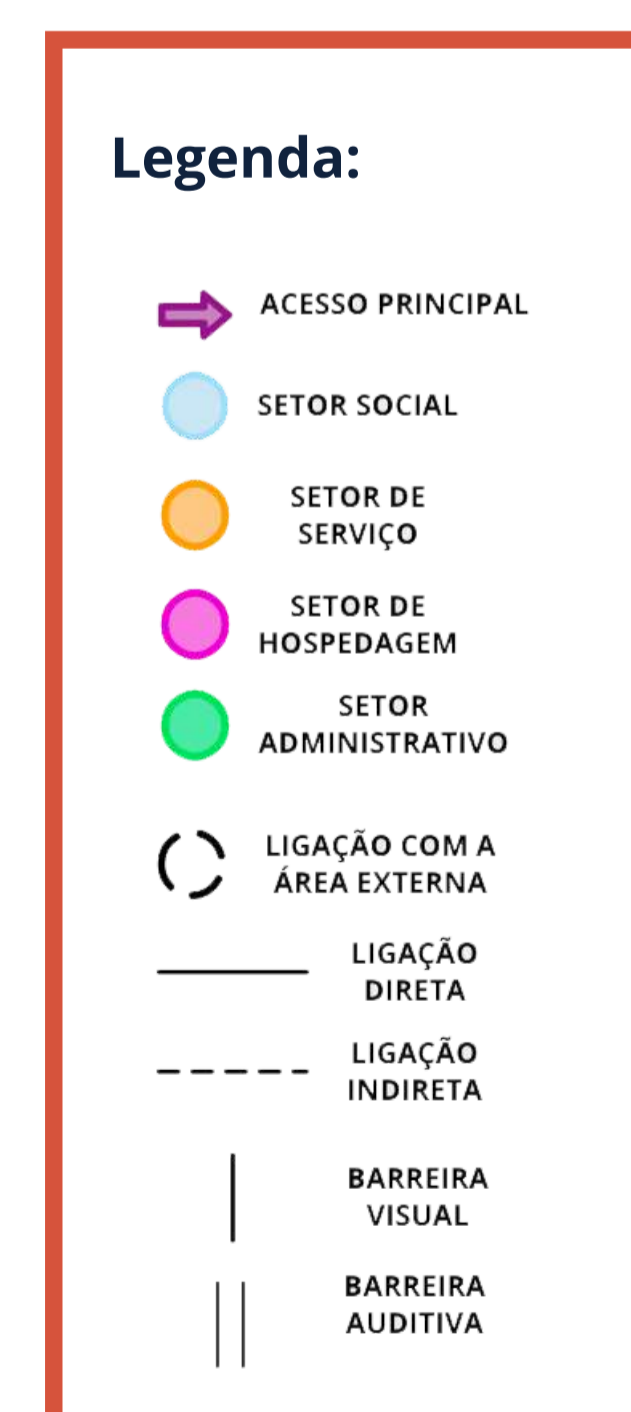 Legenda:
ACESSO PRINCIPAL
SETOR SOCIAL
SETOR DE
SERVIÇO
SETOR DE
HOSPEDAGEM
SETOR
ADMINISTRATIVO
LIGAÇÃO COM A
ÁREA EXTERNA
LIGAÇÃO
DIRETA
LIGAÇÃO
INDIRETA
BARREIRA
VISUAL
BARREIRA
AUDITIVA